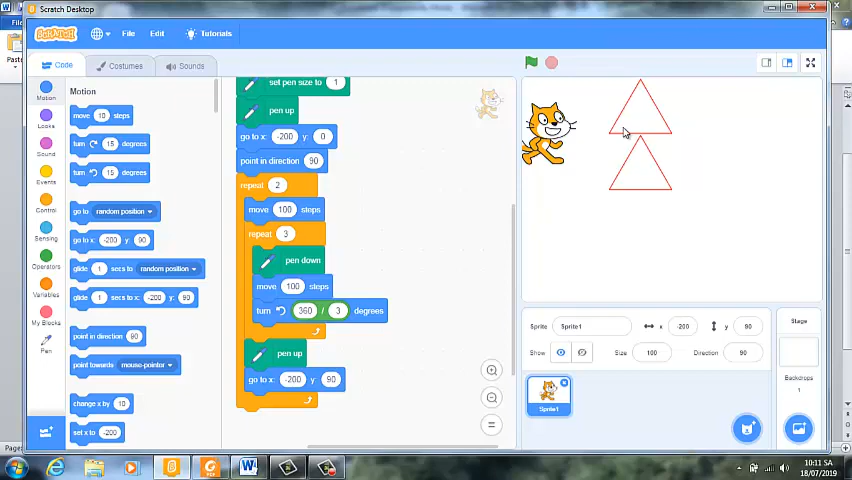 Scratch Desktop
Fi
SCRATCH
File
Edit
Tutorials
Code
Costumes
Sounds
Past
Motion
Motion
move 10 steps
turn 15 degrees
turn 15 degrees
go to random position
go to x: -200 y: 90
glide 1 secs to random position
glide 1 secs to x: -200 y: 90
point in direction 90
point towards mouse-pointer
change x by 10
set x to -200
Looks
Sound
Events
Control
Sensing
Operators
Variables
My Blocks
Pen
set pen size to 1
pen up
go to x: -200 y: 0
point in direction 90
repeat 2
move 100 steps
repeat 3
pen down
move 100 steps
turn 360 / 3 degrees
pen up
go to x: -200 y: 90
Sprite Sprite1 x -200 y 90
Show Size 100 Direction 90
Sprite1
Stage
Backdrops
1
Page:
10:11 SA
18/07/2019